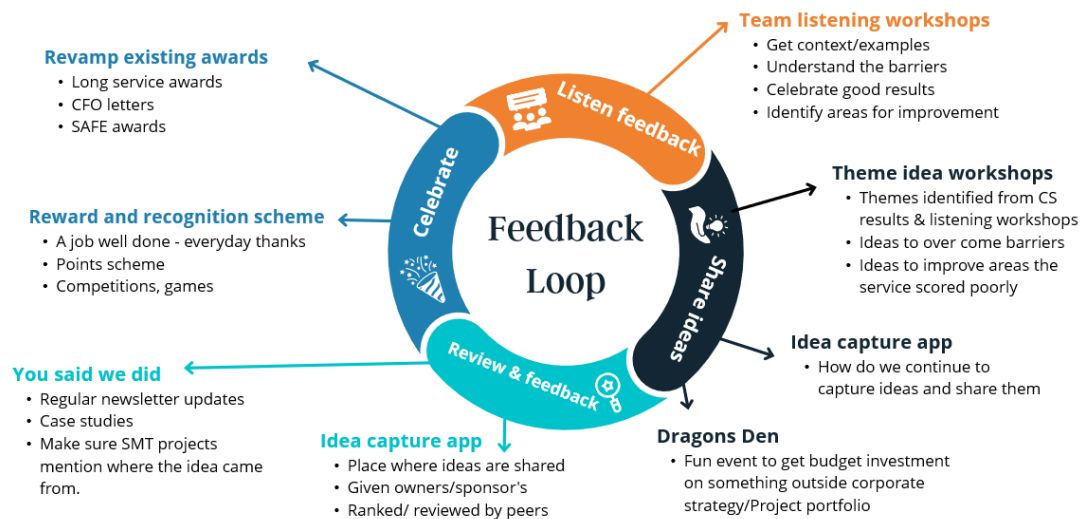 Feedback
Loop
Listen feedback
Share ideas
Review & feedback
Celebrate
Team listening workshops
• Get context/examples
• Understand the barriers
• Celebrate good results
• Identify areas for improvement
Theme idea workshops
• Themes identified from CS
results & listening workshops
• Ideas to over come barriers
• Ideas to improve areas the
service scored poorly
Idea capture app
• How do we continue to
capture ideas and share them
Dragons Den
• Fun event to get budget investment
on something outside corporate
strategy/Project portfolio
Idea capture app
• Place where ideas are shared
• Given owners/sponsor's
• Ranked/ reviewed by peers
You said we did
• Regular newsletter updates
• Case studies
• Make sure SMT projects
mention where the idea came
from.
Reward and recognition scheme
• A job well done - everyday thanks
• Points scheme
• Competitions, games
Revamp existing awards
• Long service awards
• CFO letters
• SAFE awards